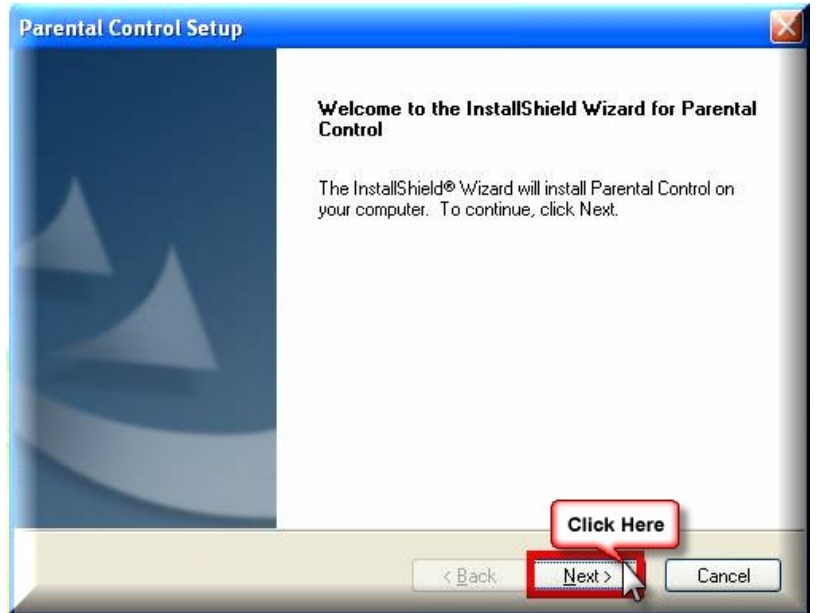 Parental Control Setup
Welcome to the InstallShield Wizard for Parental
Control
The InstallShield® Wizard will install Parental Control on
your computer. To continue, click Next.
Click Here
< Back Next > Cancel